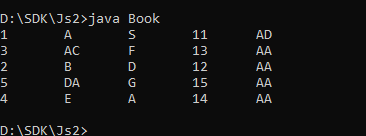 D:\SDK\Js2>java Book
1 A S 11 AD
3 AC F 13 AA
2 B D 12 AA
5 DA G 15 AA
4 E A 14 AA
D:\SDK\Js2>